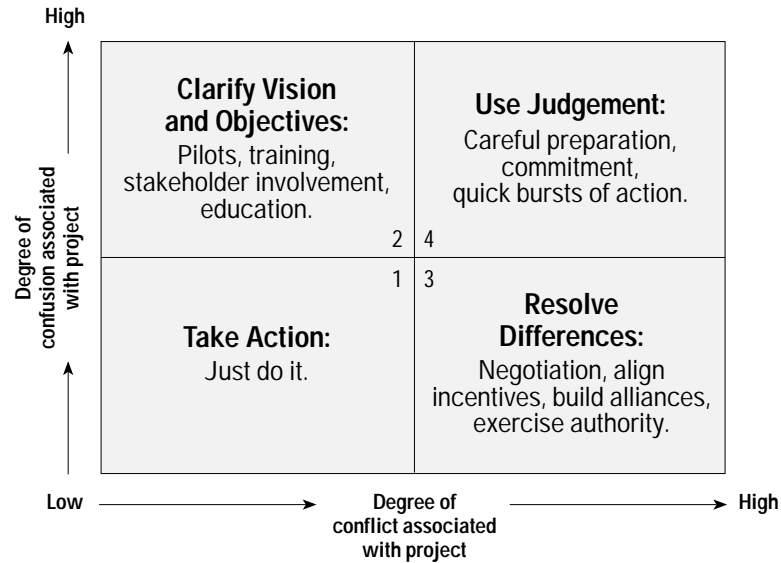 High
Clarify Vision
and Objectives:
Pilots, training,
stakeholder involvement,
education.
2
Use Judgement:
Careful preparation,
commitment,
quick bursts of action.
4
Degree of
confusion associated
with project
1
Take Action:
Just do it.
3
Resolve
Differences:
Negotiation, align
incentives, build alliances,
exercise authority.
Low
Degree of
conflict associated
with project
High